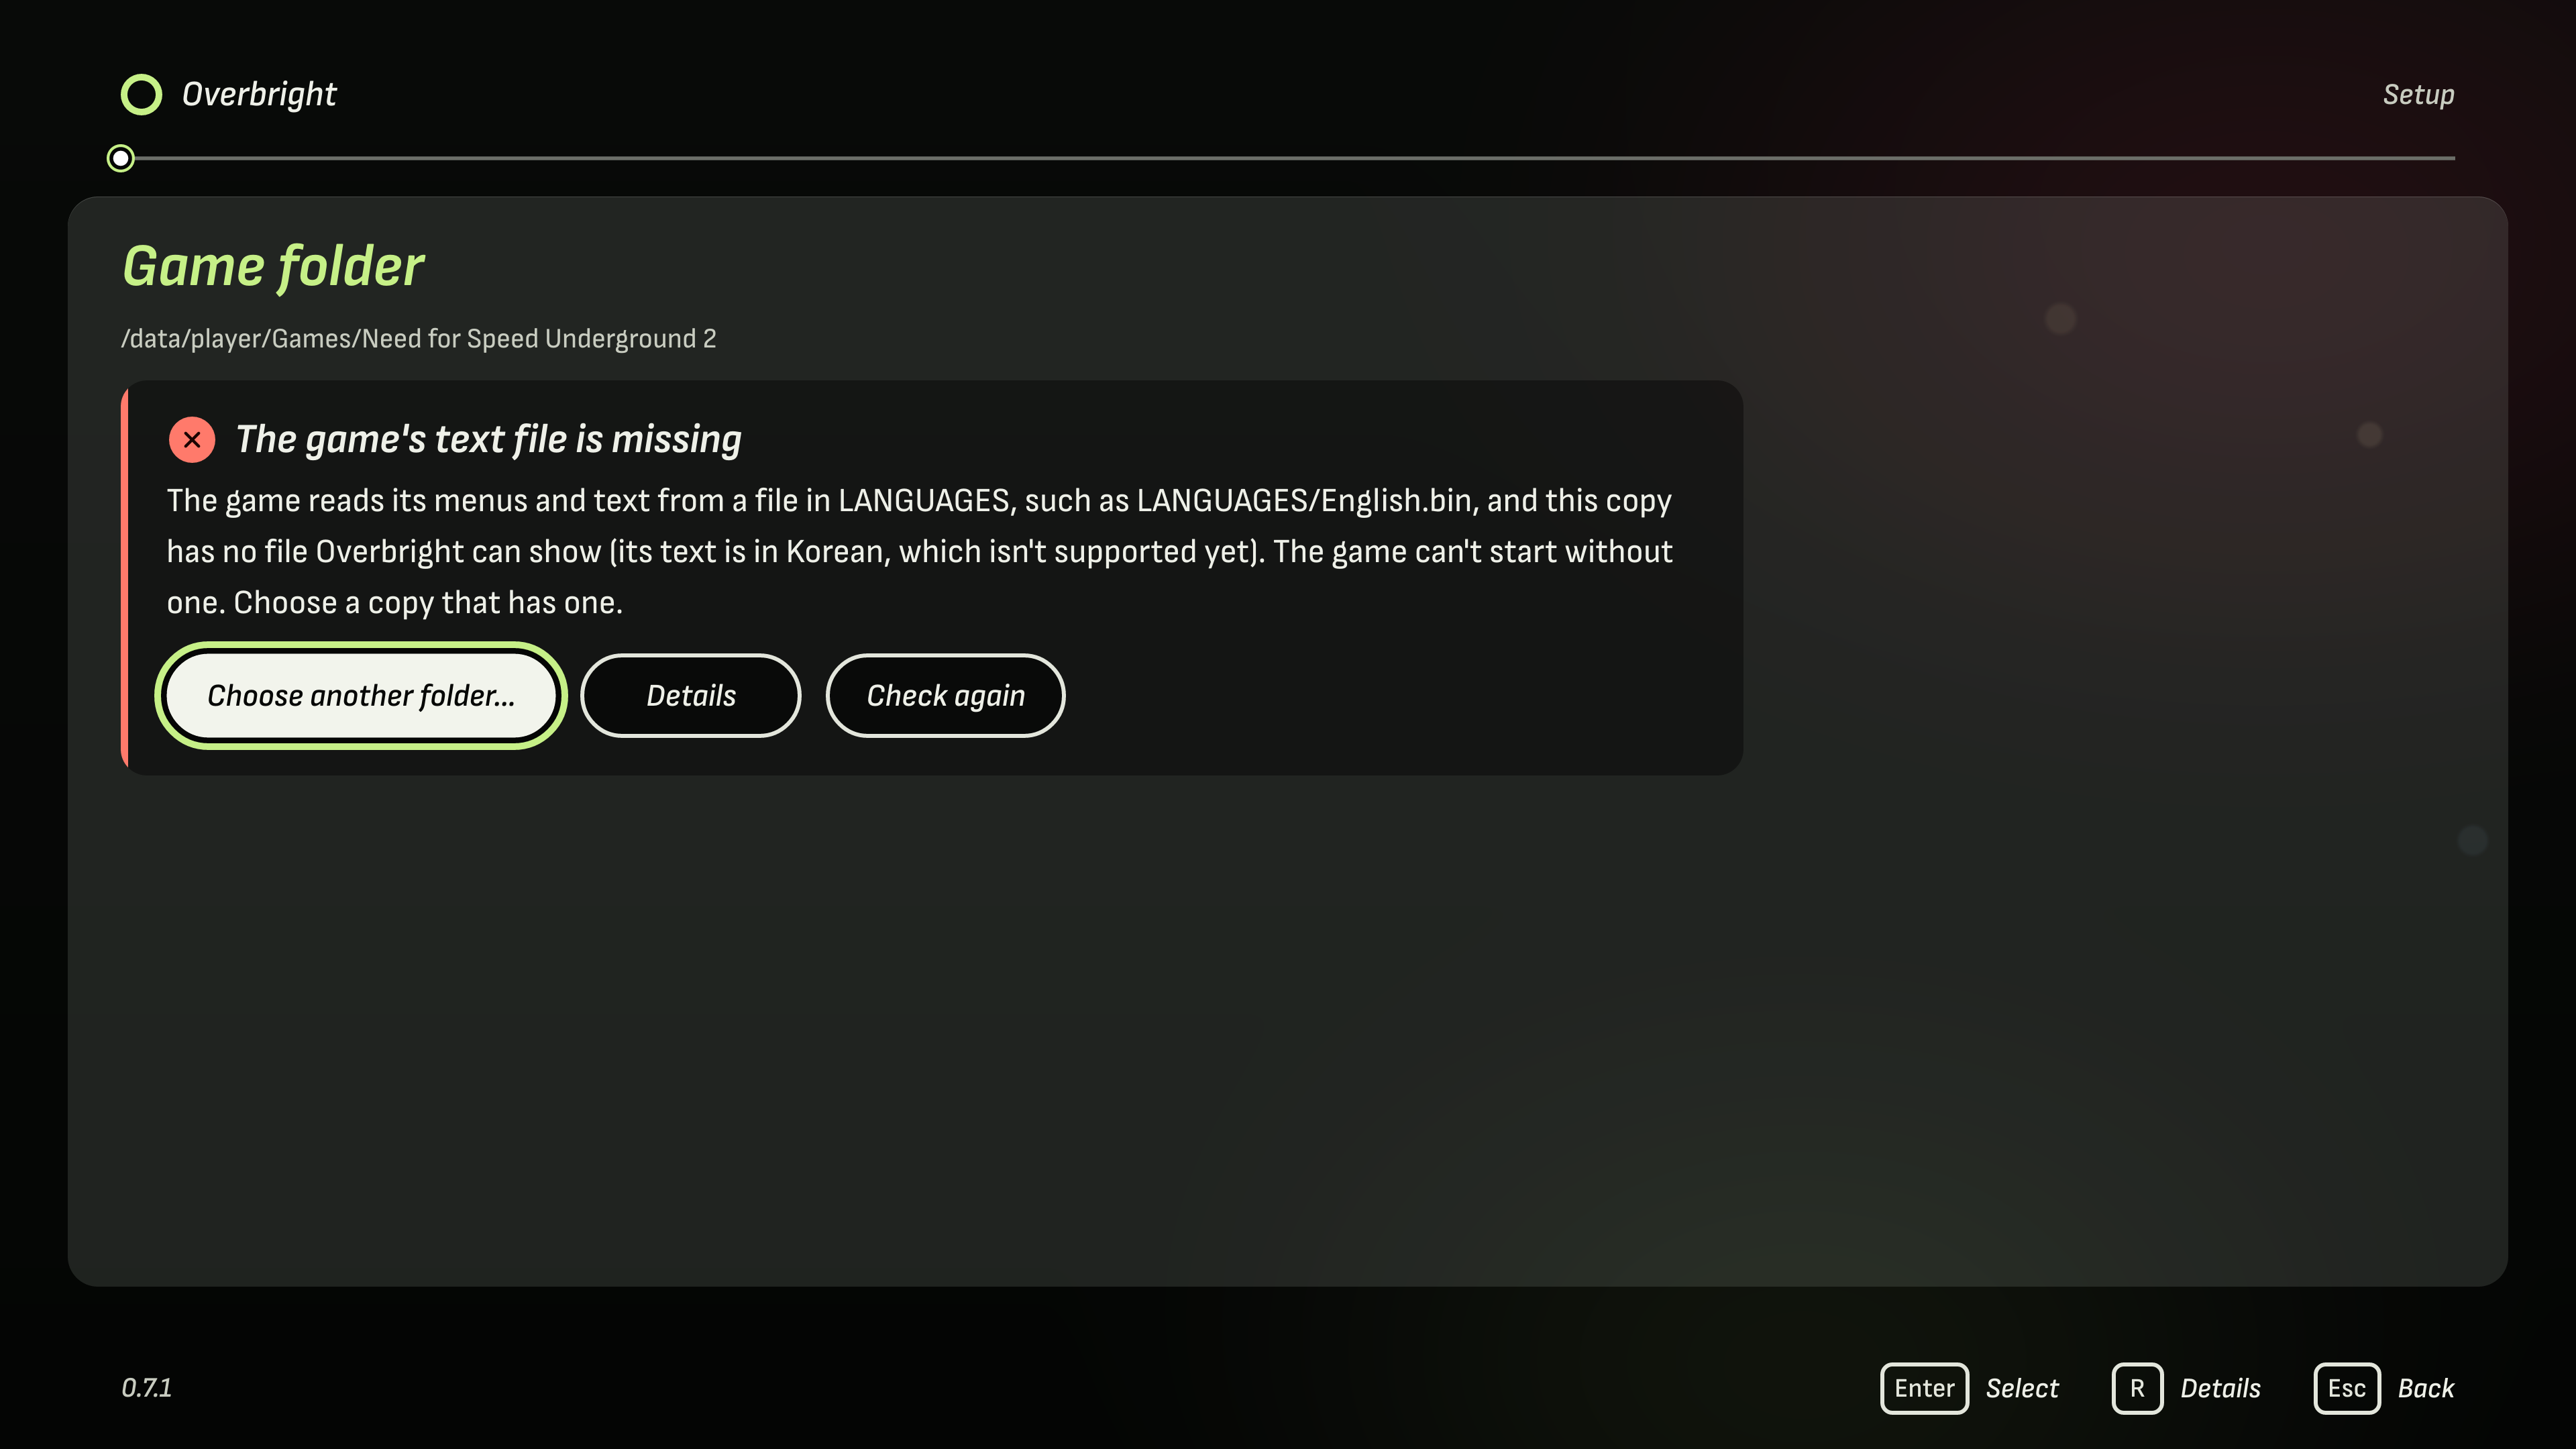 Overbright
Setup
Game folder
/data/player/Games/Need for Speed Underground 2
The game's text file is missing
The game reads its menus and text from a file in LANGUAGES, such as LANGUAGES/English.bin, and this copy
has no file Overbright can show (its text is in Korean, which isn't supported yet). The game can't start without
one. Choose a copy that has one.
Choose another folder...
Details
Check again
0.7.1
Enter Select
R Details
Esc Back